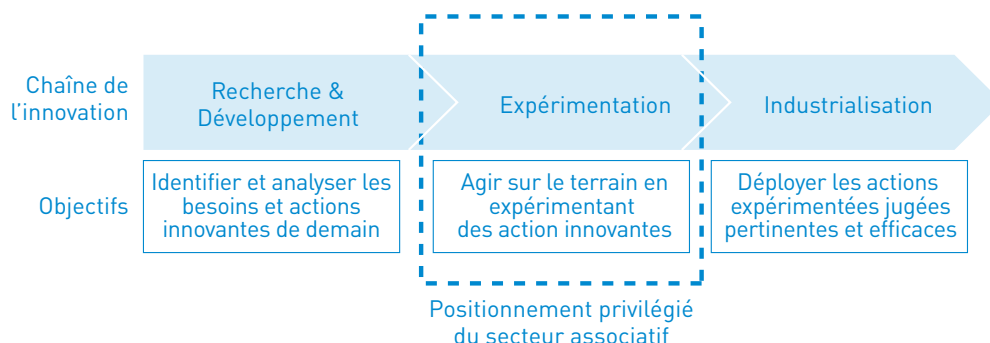 Chaîne de
l'innovation
Recherche &
Développement
Expérimentation
Industrialisation
Objectifs
Identifier et analyser les
besoins et actions
innovantes de demain
Agir sur le terrain en
expérimentant
des action innovantes
Déployer les actions
expérimentées jugées
pertinentes et efficaces
Positionnement privilégié
du secteur associatif